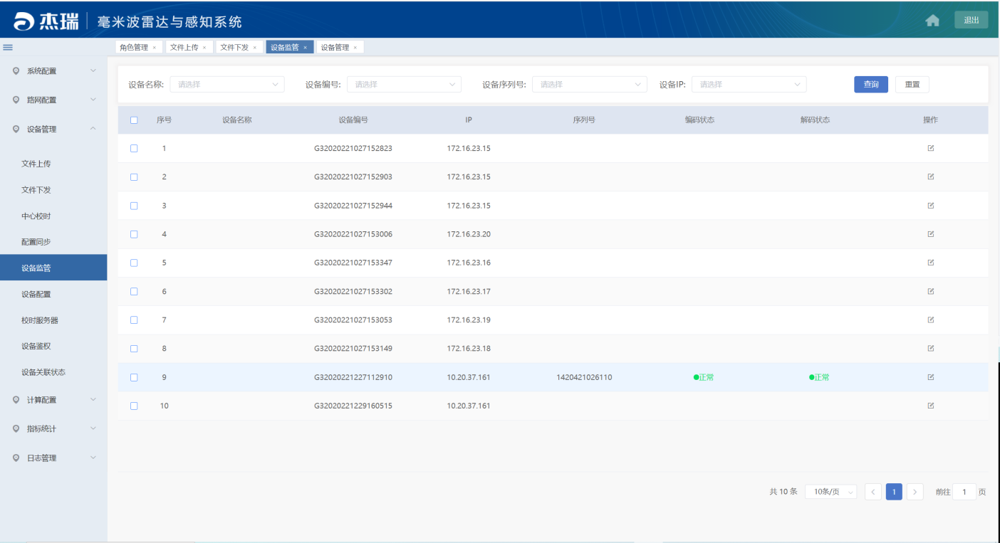 杰瑞 毫米波雷达与感知系统 退出
角色管理 × 文件上传 × 文件下发 × 设备监管 × 设备管理 ×
系统配置
路网配置
设备管理
文件上传
文件下发
中心校时
配置同步
设备监管
设备配置
校时服务器
设备鉴权
设备关联状态
计算配置
指标统计
日志管理
设备名称: 请选择 设备编号: 请选择 设备序列号: 请选择 设备IP: 请选择 查询 重置
序号 设备名称 设备编号 IP 序列号 编码状态 解码状态 操作
1 G32020221027152823 172.16.23.15
2 G32020221027152903 172.16.23.15
3 G32020221027152944 172.16.23.15
4 G32020221027153006 172.16.23.20
5 G32020221027153347 172.16.23.16
6 G32020221027153302 172.16.23.17
7 G32020221027153053 172.16.23.19
8 G32020221027153149 172.16.23.18
9 G32020221227112910 10.20.37.161 1420421026110 正常 正常
10 G32020221229160515 10.20.37.161
共 10 条 10条/页 < 1 > 前往 1 页